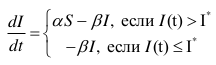 dI/dt = { αS − βI, если I(t) > I*
−βI, если I(t) ≤ I*